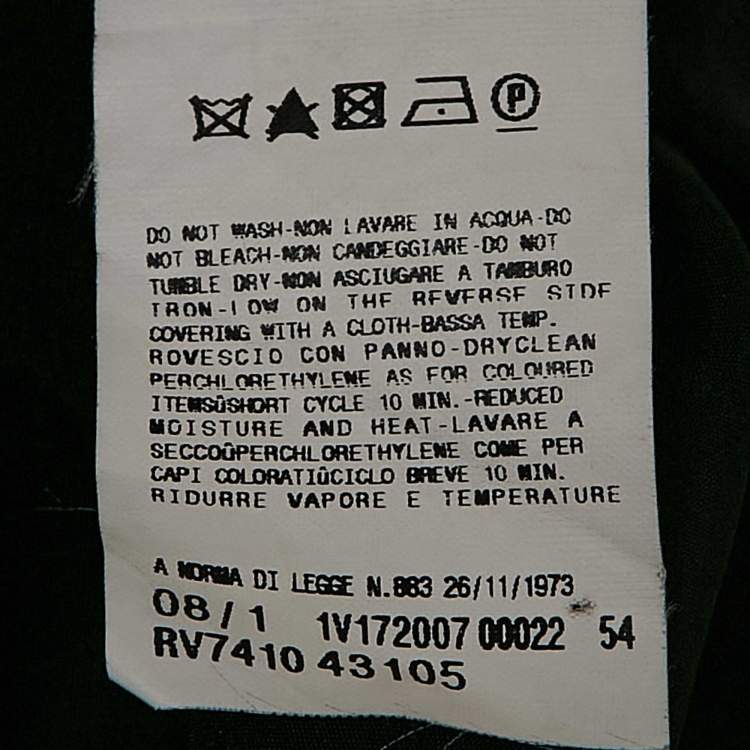 P
DO NOT WASH-NON LAVARE IN ACQUA-DO
NOT BLEACH-NON CANDEGGIARE-DO NOT
TUMBLE DRY-NON ASCIUGARE A TAMBURO
IRON-LOW ON THE REVERSE SIDE
COVERING WITH A CLOTH-BASSA TEMP.
ROVESCIO CON PANNO-DRYCLEAN
PERCHLORETHYLENE AS FOR COLOURED
ITEMSÛSHORT CYCLE 10 MIN.-REDUCED
MOISTURE AND HEAT-LAVARE A
SECCOÛPERCHLORETHYLENE COME PER
CAPI COLORATIÛCICLO BREVE 10 MIN.
RIDURRE VAPORE E TEMPERATURE
A NORMA DI LEGGE N.883 26/11/1973
08/1 1V172007 00022 54
RV7410 43105